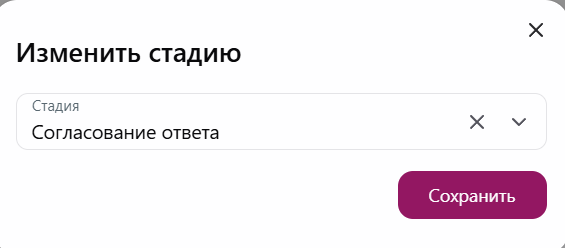 Изменить стадию
Стадия
Согласование ответа
Сохранить